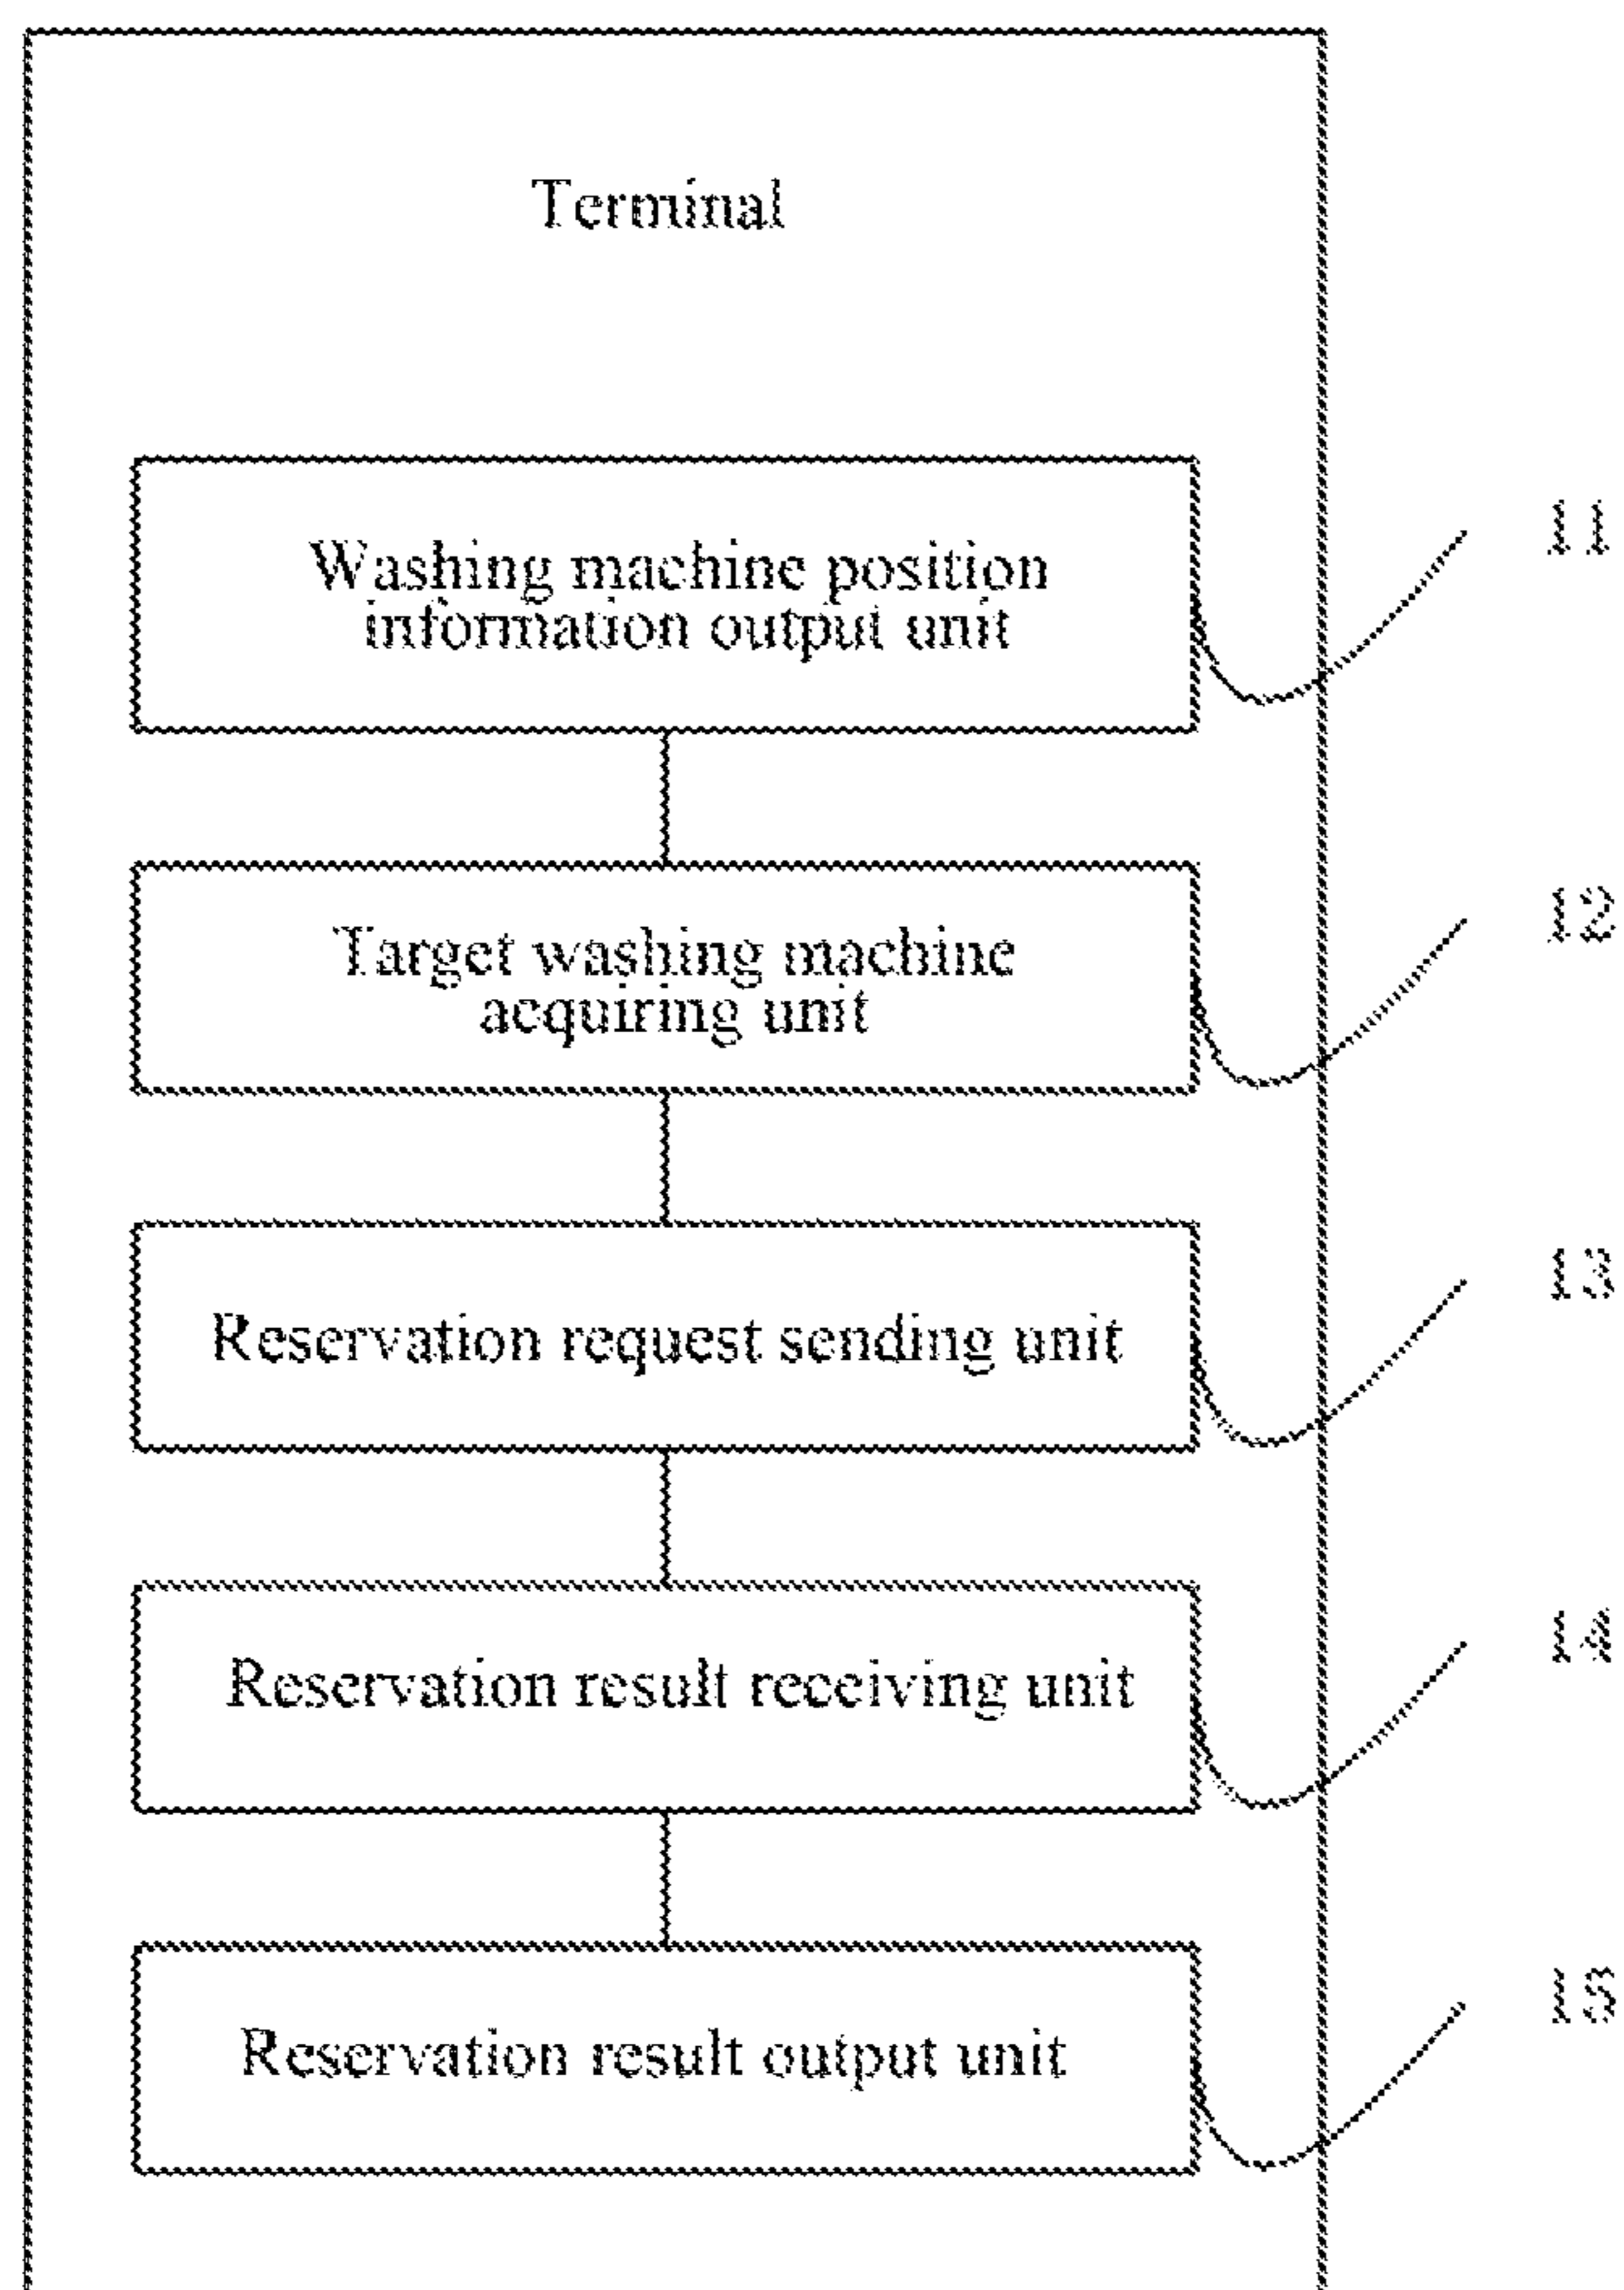 Terminal
Washing machine position
information output unit
11
Target washing machine
acquiring unit
12
Reservation request sending unit
13
Reservation result receiving unit
14
Reservation result output unit
15